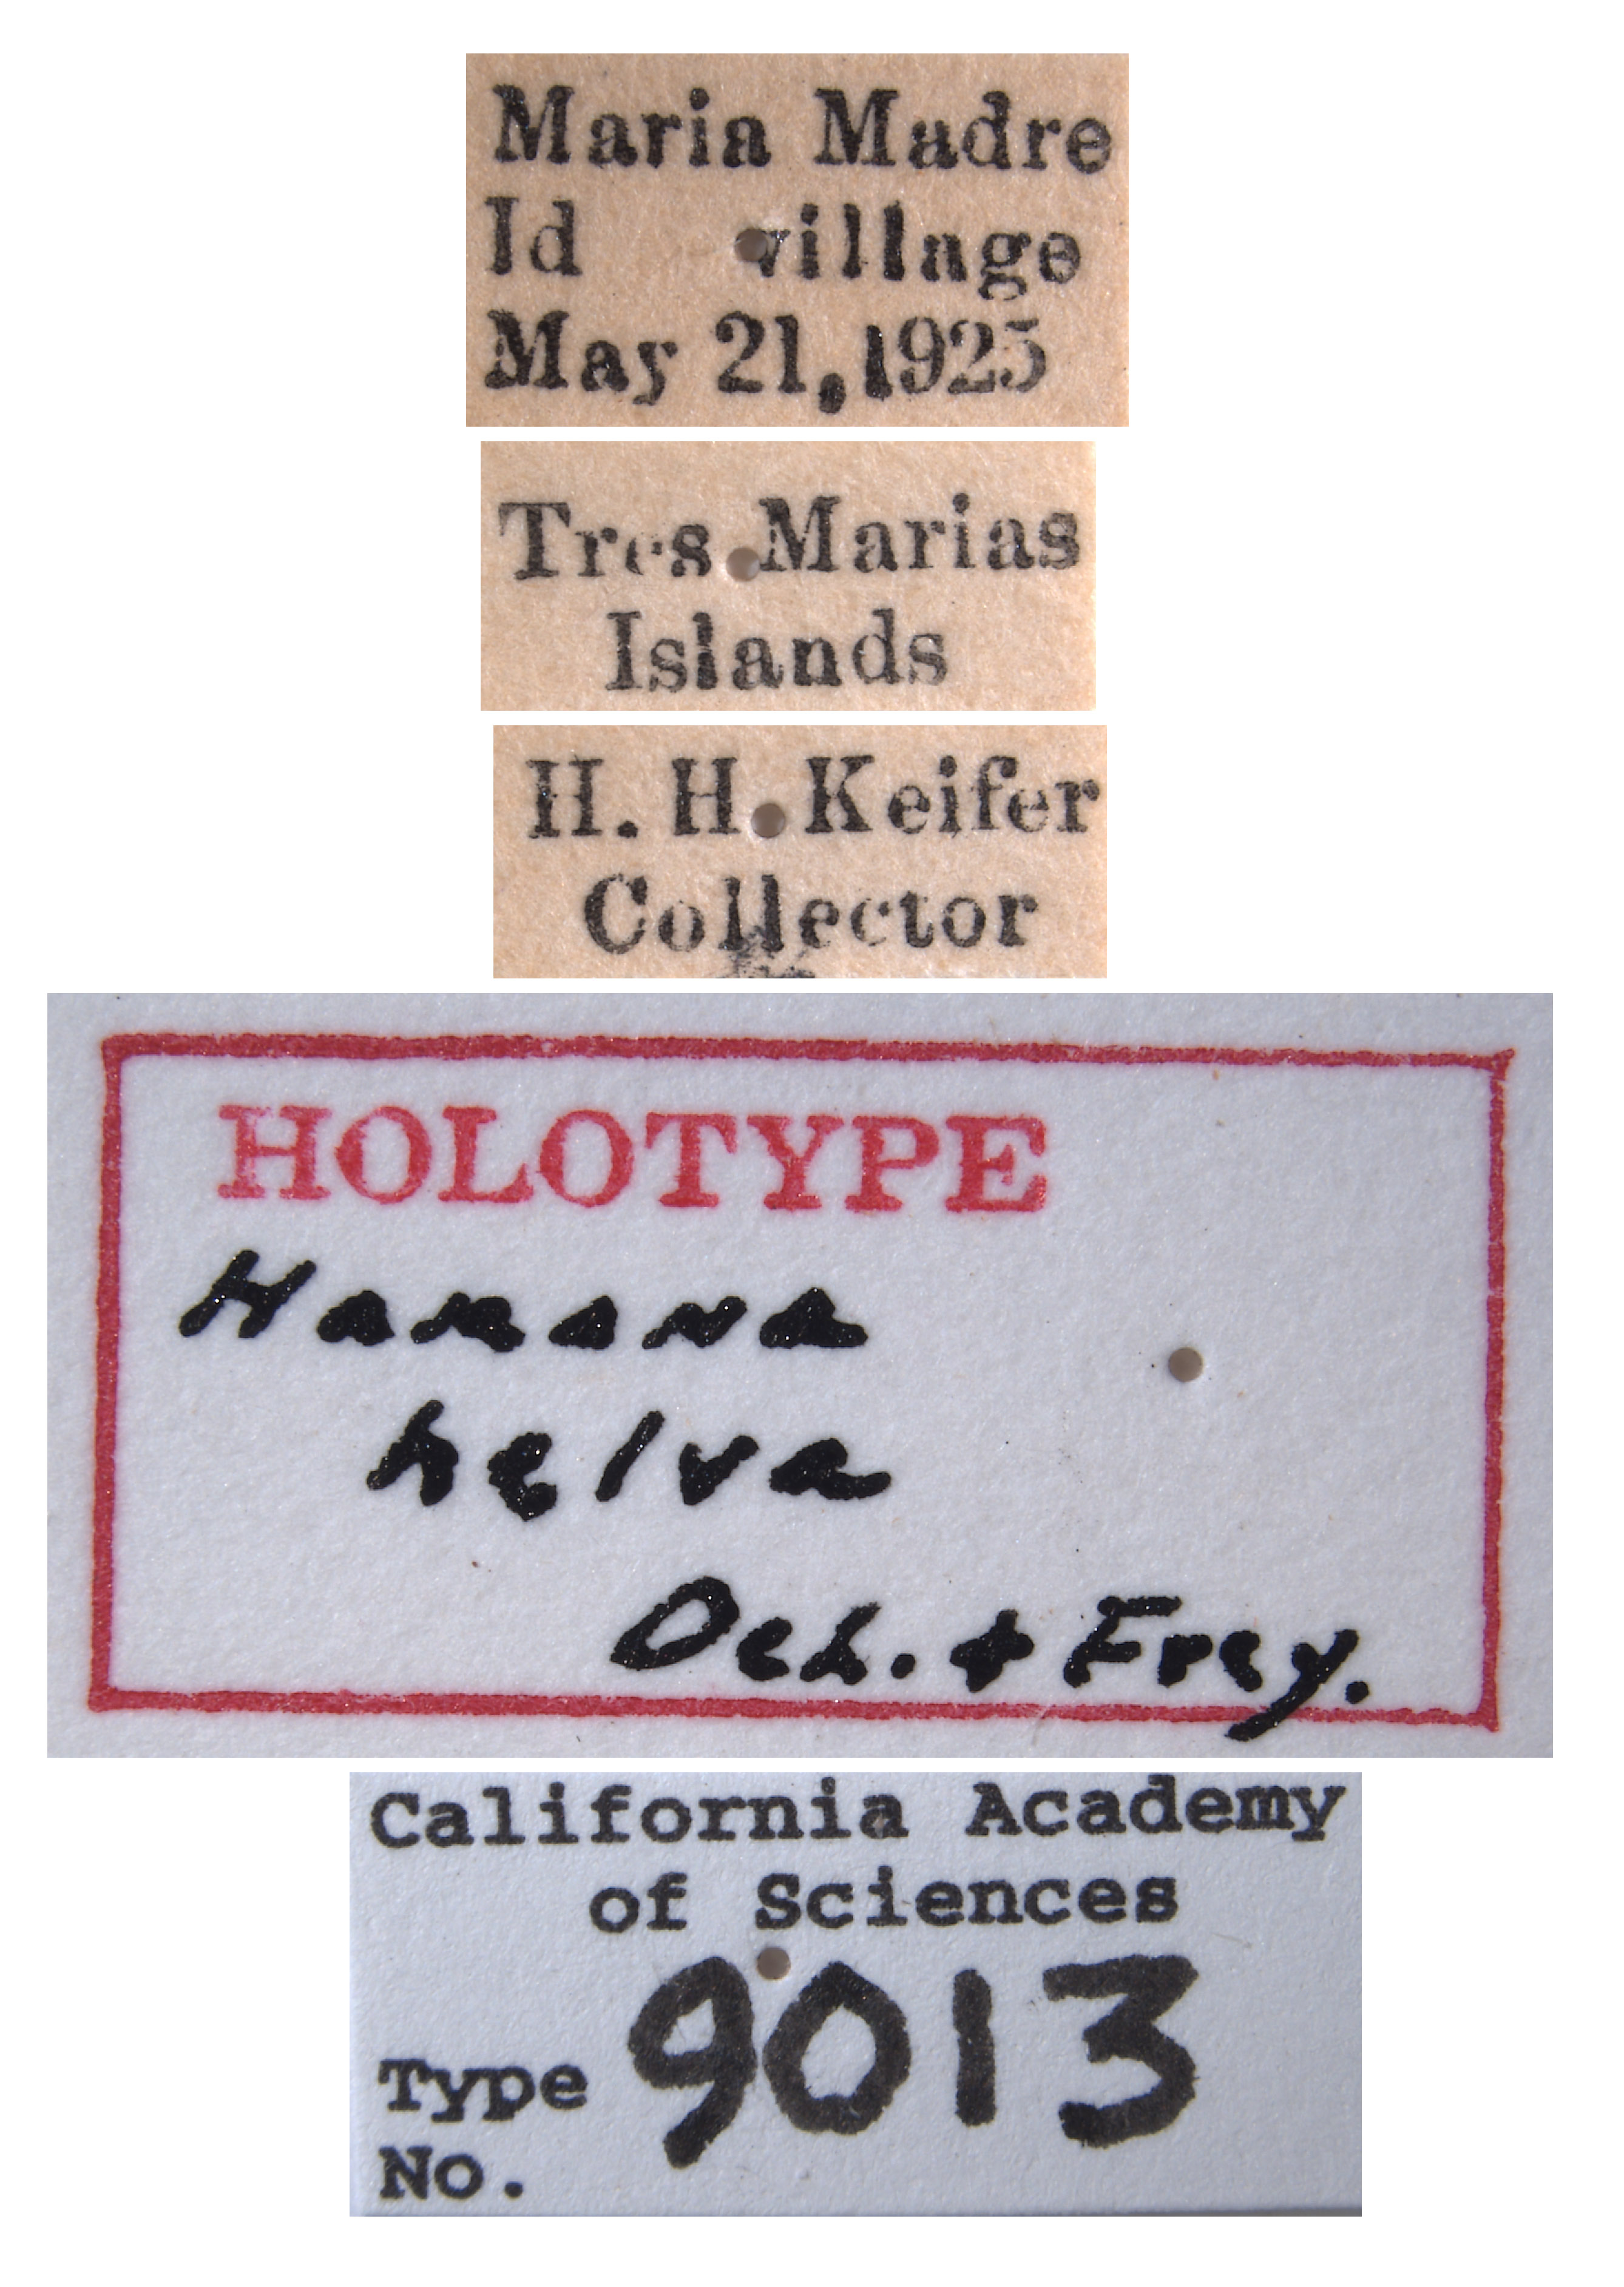 Maria Madre
Id village
May 21, 1925
Tres Marias
Islands
H. H. Keifer
Collector
HOLOTYPE
Hanana
helva
Oeh. + Frey.
California Academy
of Sciences
9013
Type
No.